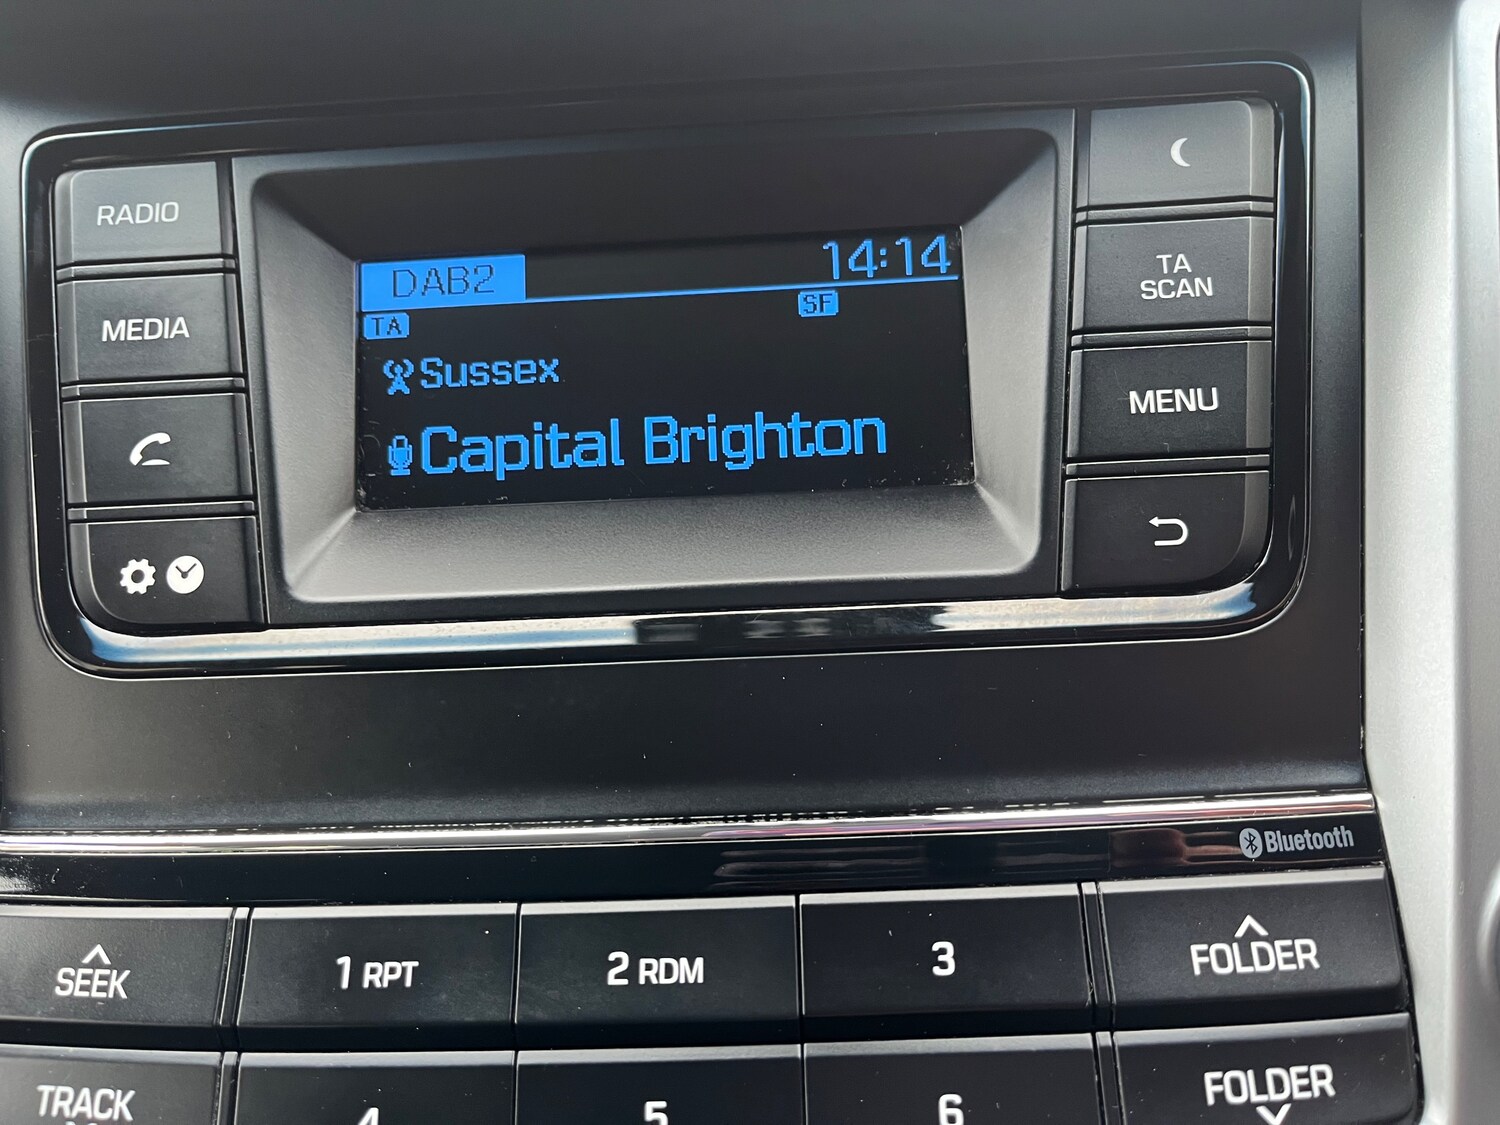 RADIO
MEDIA
DAB2
14:14
TA
SF
Sussex
Capital Brighton
TA
SCAN
MENU
Bluetooth
SEEK
1 RPT
2 RDM
3
FOLDER
TRACK
4
5
6
FOLDER